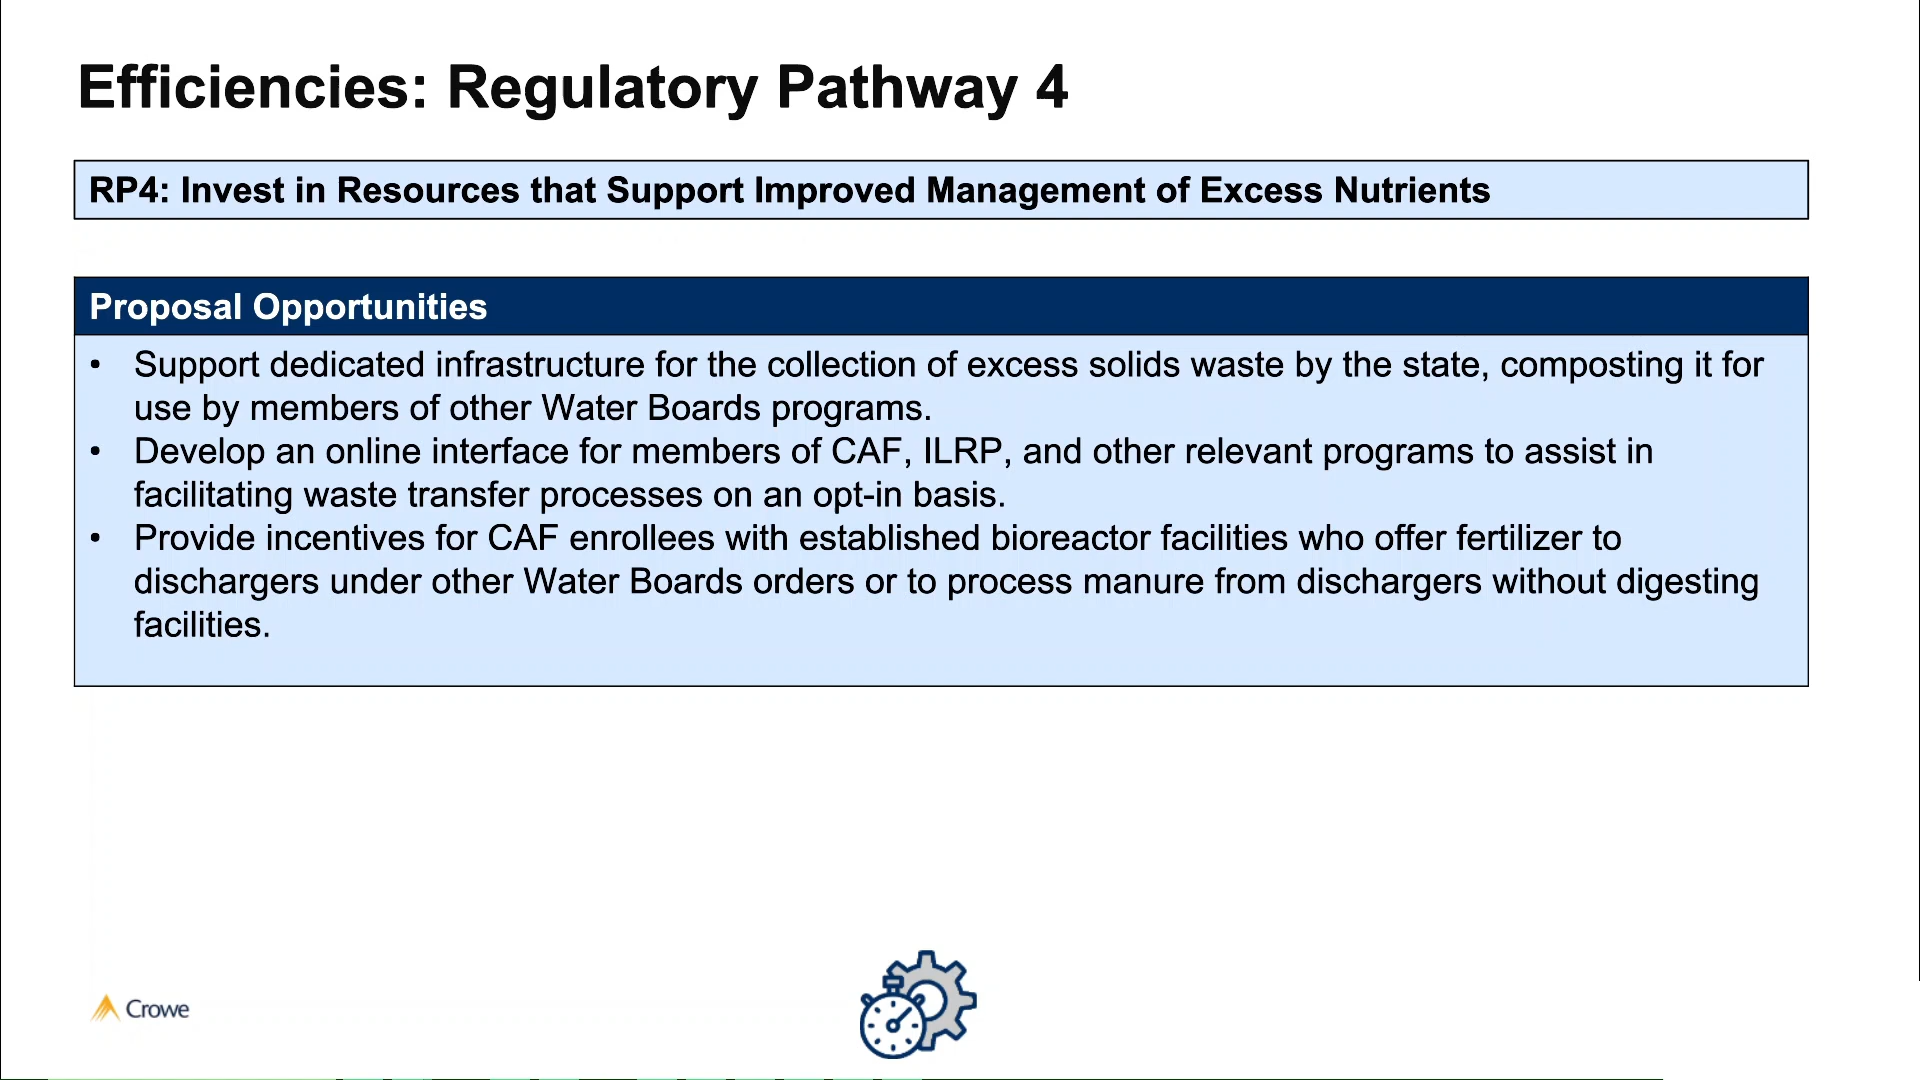 Efficiencies: Regulatory Pathway 4
RP4: Invest in Resources that Support Improved Management of Excess Nutrients
Proposal Opportunities
• Support dedicated infrastructure for the collection of excess solids waste by the state, composting it for
use by members of other Water Boards programs.
• Develop an online interface for members of CAF, ILRP, and other relevant programs to assist in
facilitating waste transfer processes on an opt-in basis.
• Provide incentives for CAF enrollees with established bioreactor facilities who offer fertilizer to
dischargers under other Water Boards orders or to process manure from dischargers without digesting
facilities.
Crowe